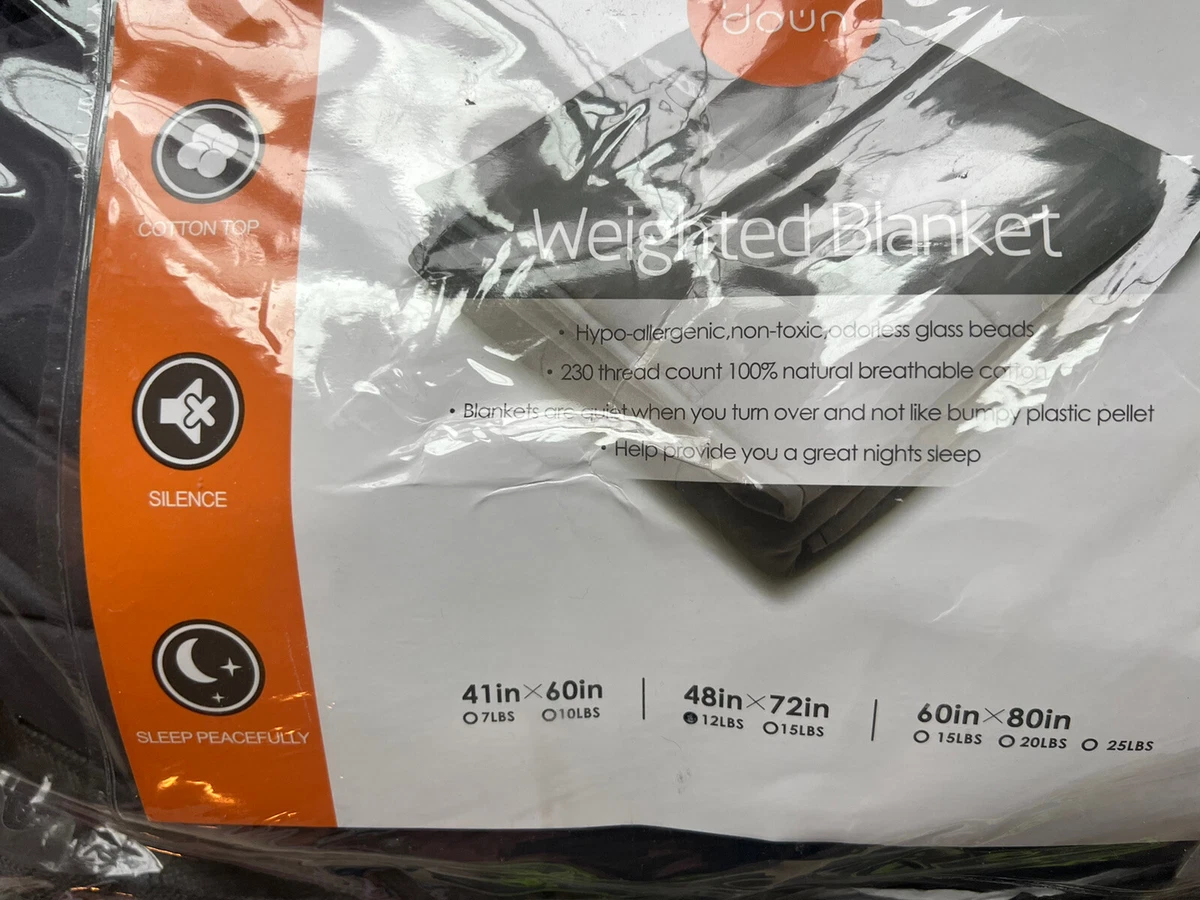 down
COTTON TOP
Weighted Blanket
• Hypo-allergenic,non-toxic,odorless glass beads
• 230 thread count 100% natural breathable cotton
• Blankets are quiet when you turn over and not like bumpy plastic pellet
• Help provide you a great nights sleep
SILENCE
SLEEP PEACEFULLY
41in×60in
7LBS 10LBS
48in×72in
12LBS 15LBS
60in×80in
15LBS 20LBS 25LBS